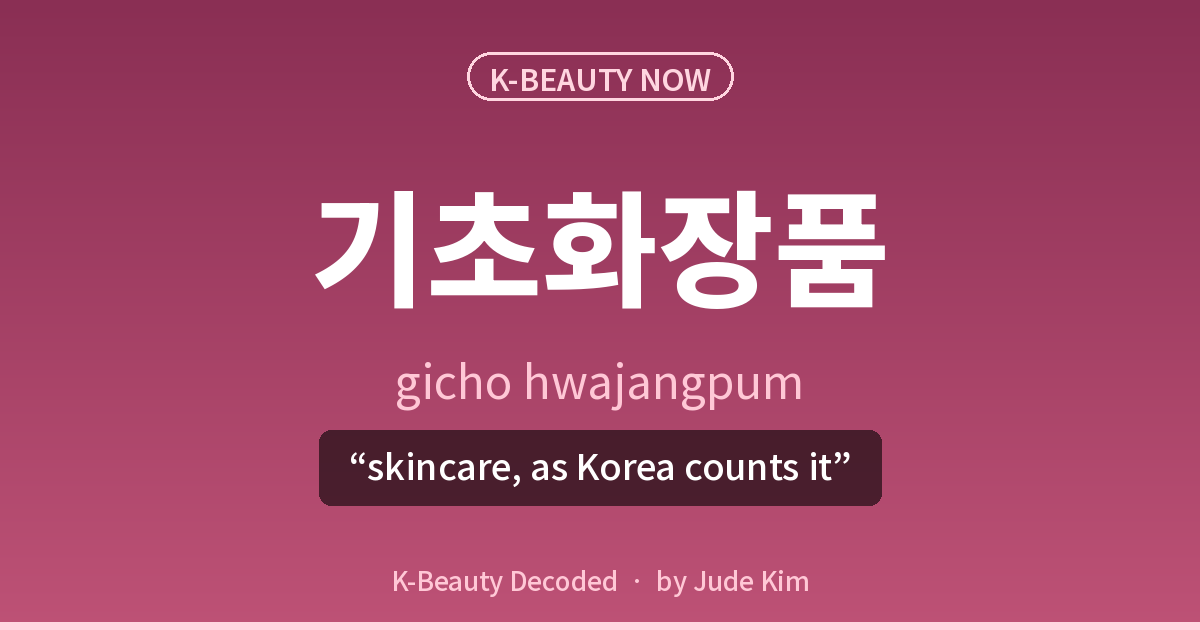 K-BEAUTY NOW
기초화장품
gicho hwajangpum
“skincare, as Korea counts it”
K-Beauty Decoded · by Jude Kim